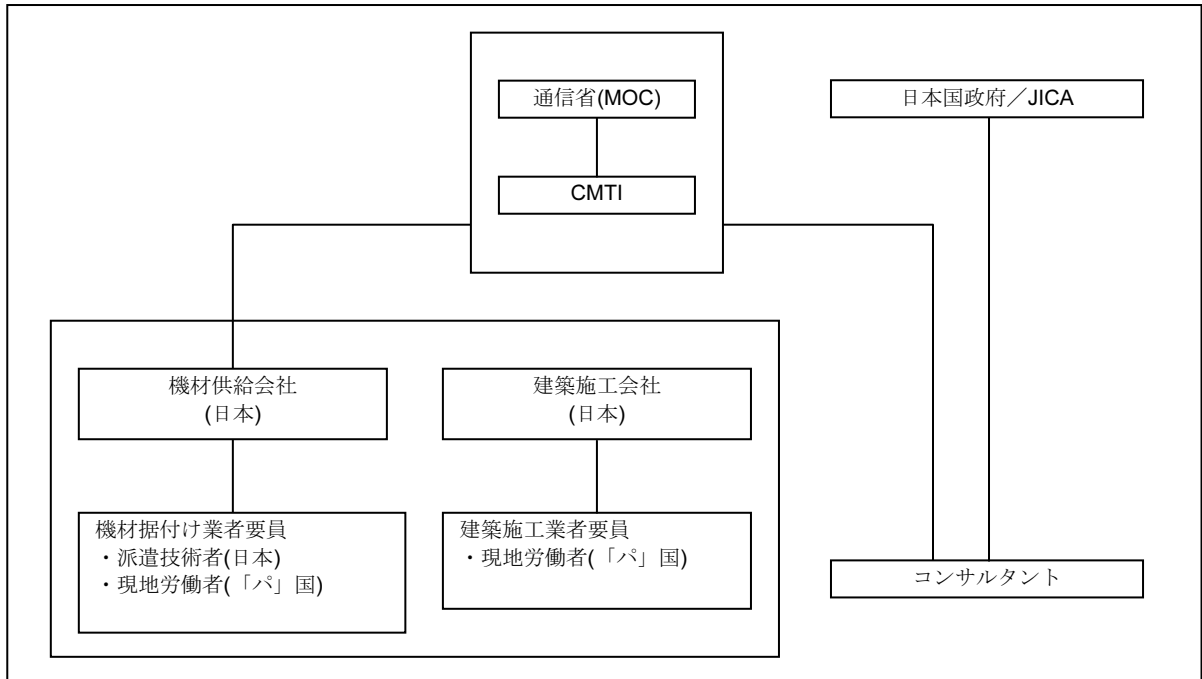 通信省(MOC)
日本国政府／JICA
CMTI
機材供給会社
(日本)
建築施工会社
(日本)
機材据付け業者要員
・派遣技術者(日本)
・現地労働者(「パ」国)
建築施工業者要員
・現地労働者(「パ」国)
コンサルタント